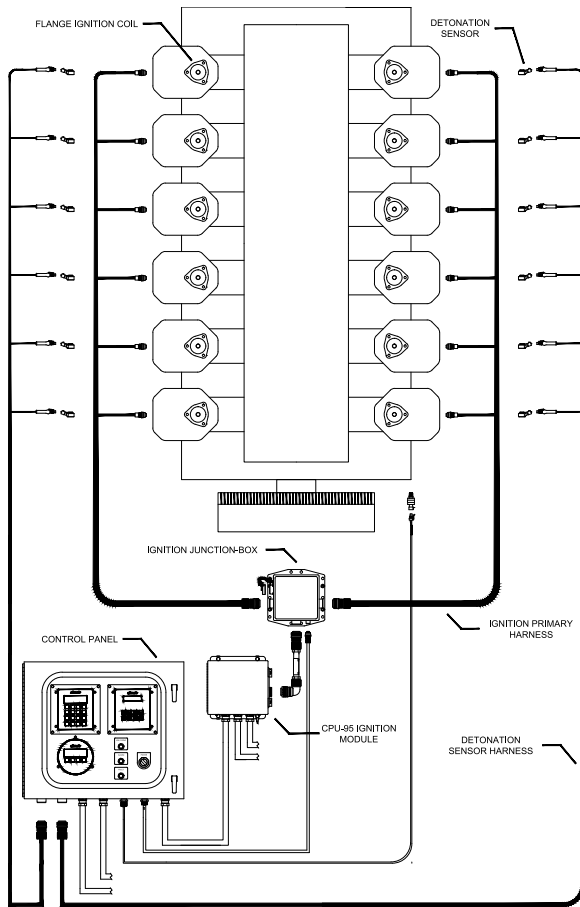 FLANGE IGNITION COIL
DETONATION
SENSOR
IGNITION JUNCTION-BOX
IGNITION PRIMARY
HARNESS
CONTROL PANEL
CPU-95 IGNITION
MODULE
DETONATION
SENSOR HARNESS